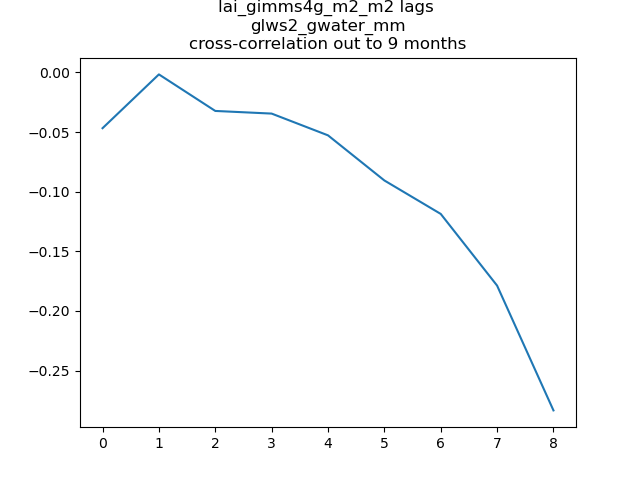 lai_gimms4g_m2_m2 lags
glws2_gwater_mm
cross-correlation out to 9 months
0.00
−0.05
−0.10
−0.15
−0.20
−0.25
0 1 2 3 4 5 6 7 8